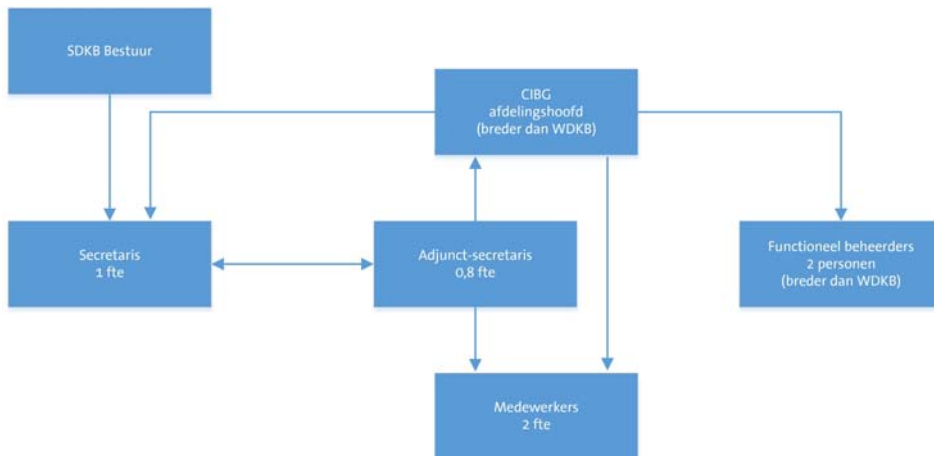 SDKB Bestuur
CIBG
afdelingshoofd
(breder dan WDKB)
Secretaris
1 fte
Adjunct-secretaris
0,8 fte
Functioneel beheerders
2 personen
(breder dan WDKB)
Medewerkers
2 fte